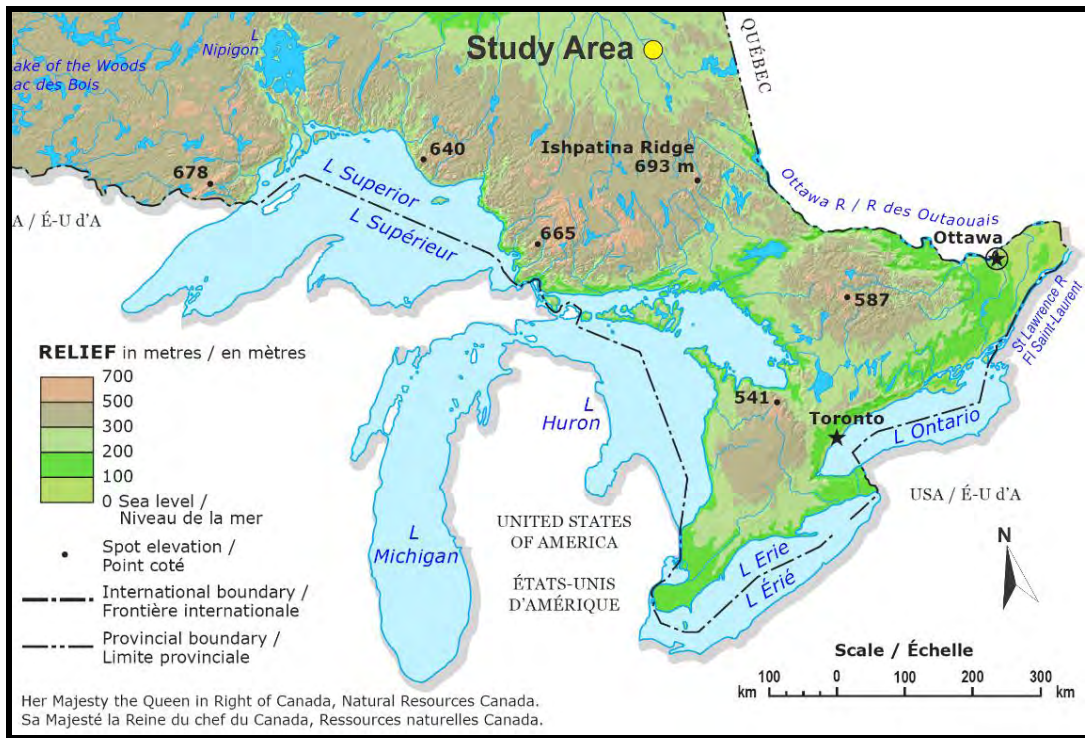 L
Nipigon
ake of the Woods
ac des Bois
Study Area
QUÉBEC
640
678
Ishpatina Ridge
693 m
L Superior
L Supérieur
A / É-U d'A
665
Ottawa R / R des Outaouais
Ottawa
587
St Lawrence R
Fl Saint-Laurent
RELIEF in metres / en mètres
700
500
300
200
100
0 Sea level /
Niveau de la mer
541
Toronto
L
Huron
L Ontario
USA / É-U d'A
L
Michigan
UNITED STATES
OF AMERICA
ÉTATS-UNIS
D'AMÉRIQUE
L Erie
L Érié
N
Spot elevation /
Point coté
International boundary /
Frontière internationale
Provincial boundary /
Limite provinciale
Scale / Échelle
100 0 100 200 300
km km
Her Majesty the Queen in Right of Canada, Natural Resources Canada.
Sa Majesté la Reine du chef du Canada, Ressources naturelles Canada.